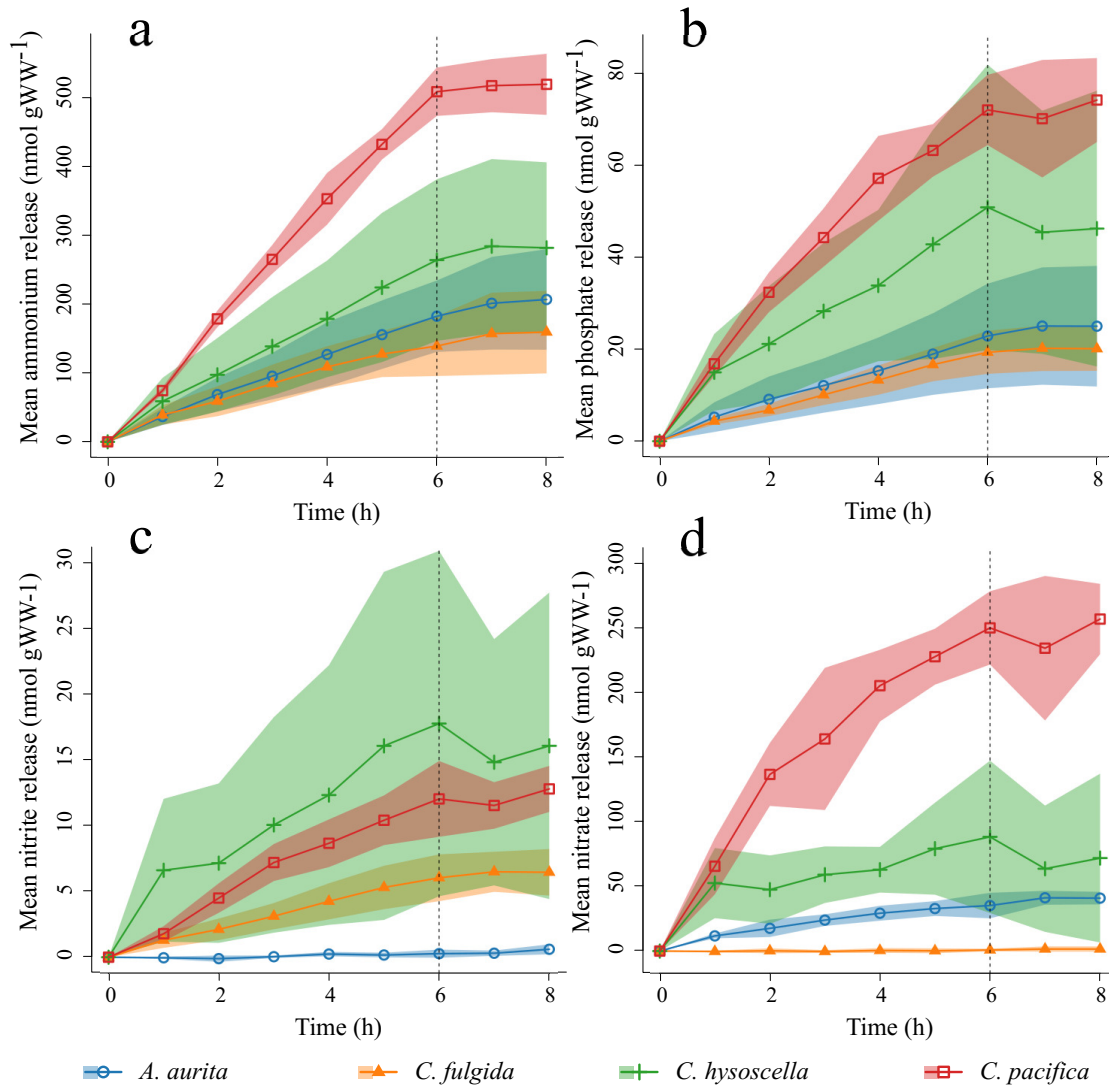 a
Mean ammonium release (nmol gWW⁻¹)
500
400
300
200
100
0
0 2 4 6 8
Time (h)
b
Mean phosphate release (nmol gWW⁻¹)
80
60
40
20
0
0 2 4 6 8
Time (h)
c
Mean nitrite release (nmol gWW-1)
30
25
20
15
10
5
0
0 2 4 6 8
Time (h)
d
Mean nitrate release (nmol gWW-1)
300
250
200
150
100
50
0
0 2 4 6 8
Time (h)
A. aurita C. fulgida C. hysoscella C. pacifica